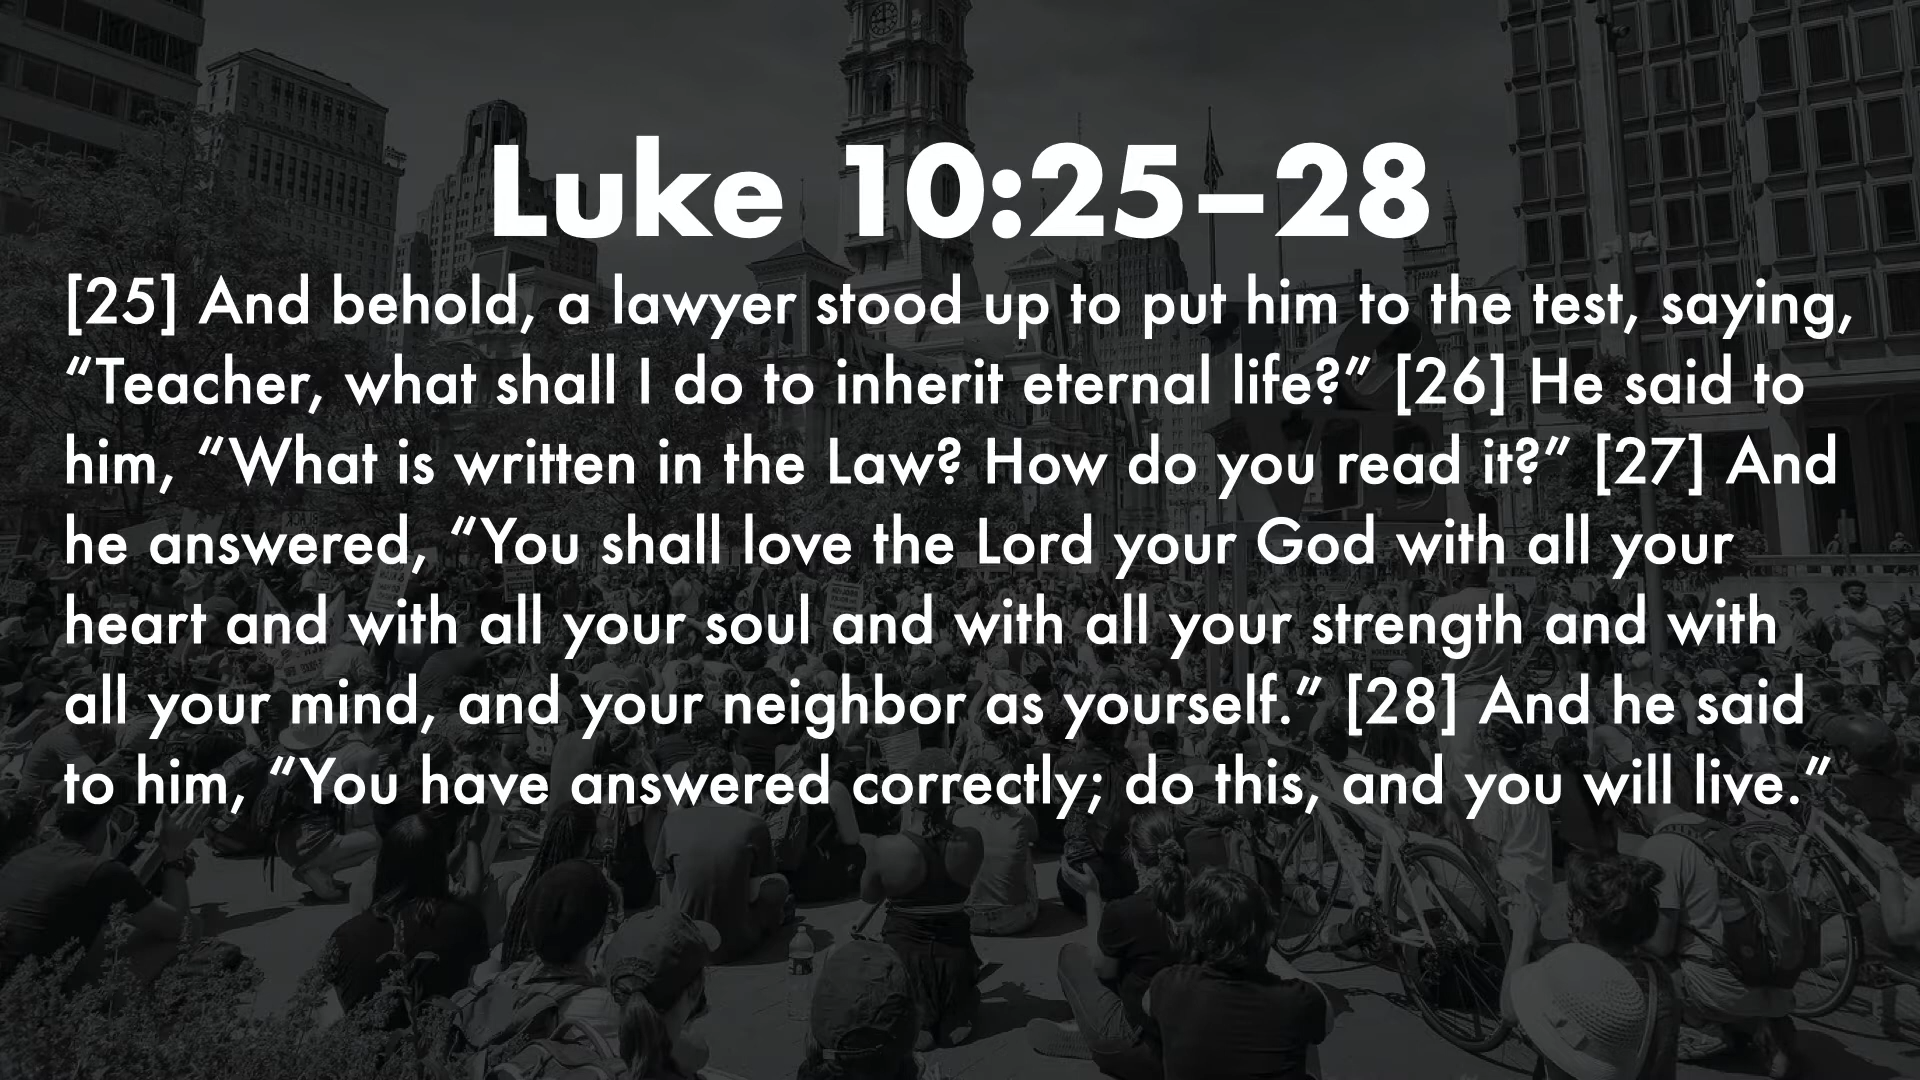 Luke 10:25–28
[25] And behold, a lawyer stood up to put him to the test, saying,
“Teacher, what shall I do to inherit eternal life?” [26] He said to
him, “What is written in the Law? How do you read it?” [27] And
he answered, “You shall love the Lord your God with all your
heart and with all your soul and with all your strength and with
all your mind, and your neighbor as yourself.” [28] And he said
to him, “You have answered correctly; do this, and you will live.”